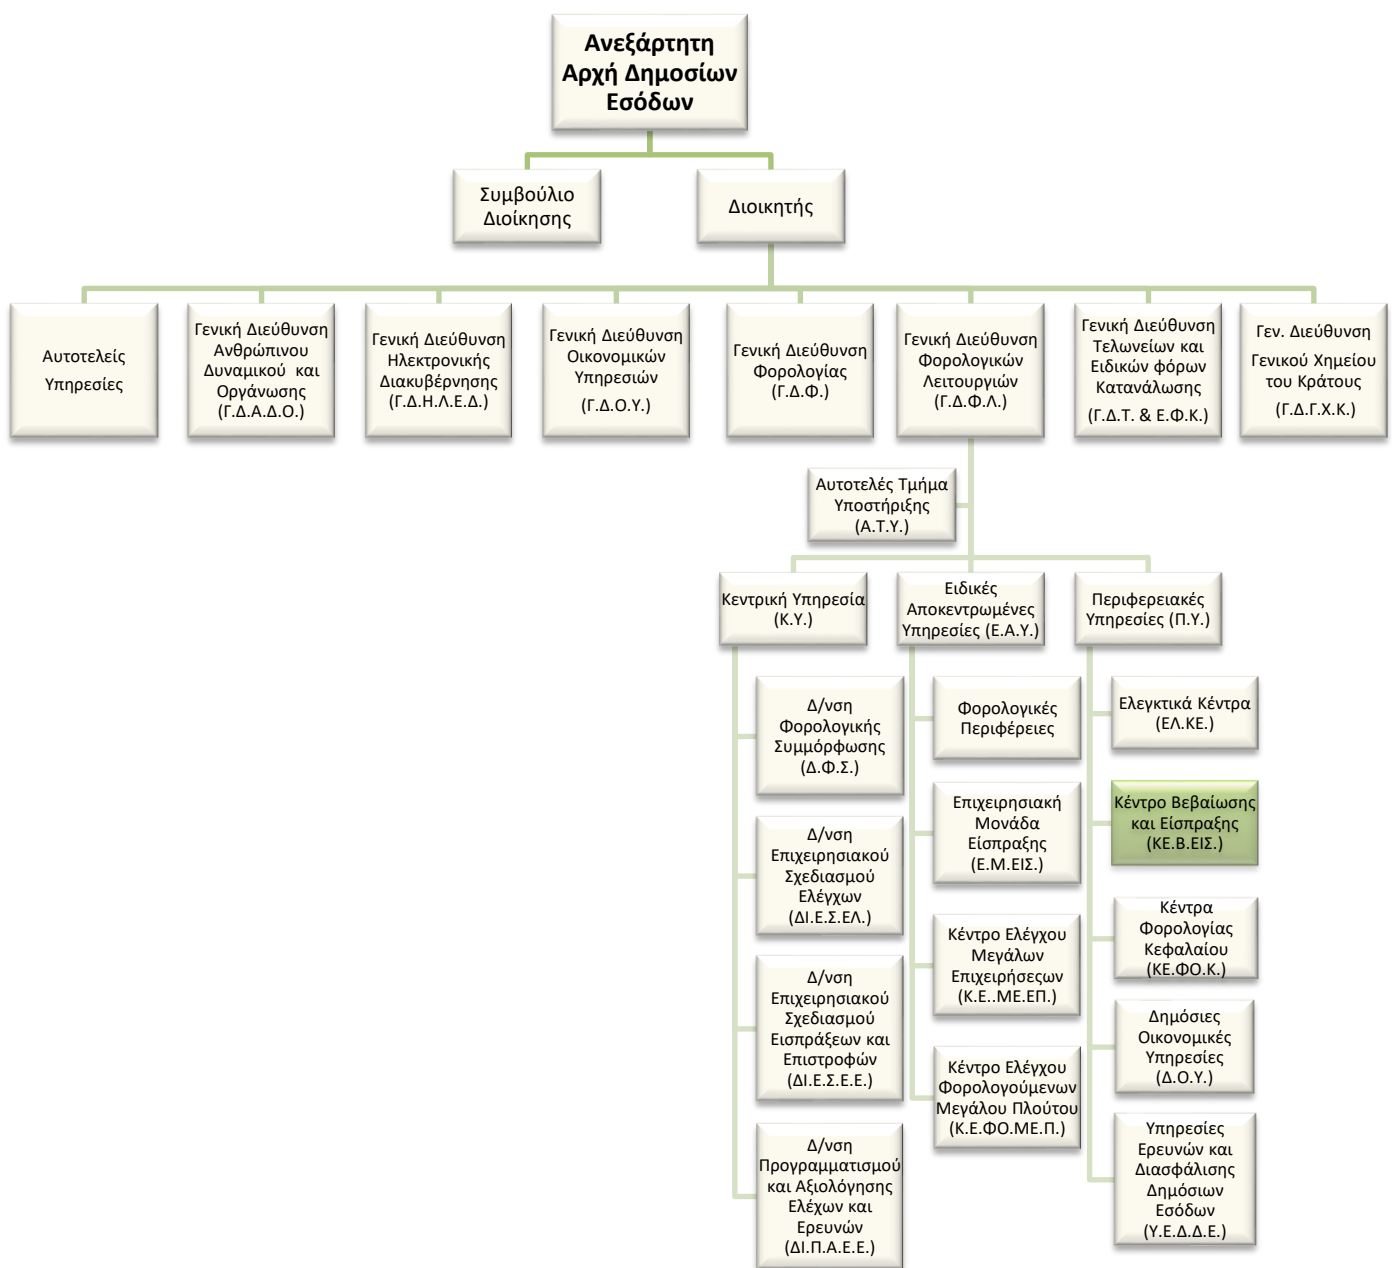 Ανεξάρτητη
Αρχή Δημοσίων
Εσόδων
Συμβούλιο
Διοίκησης
Διοικητής
Αυτοτελείς
Υπηρεσίες
Γενική Διεύθυνση
Ανθρώπινου
Δυναμικού και
Οργάνωσης
(Γ.Δ.Α.Δ.Ο.)
Γενική Διεύθυνση
Ηλεκτρονικής
Διακυβέρνησης
(Γ.Δ.Η.Λ.Ε.Δ.)
Γενική Διεύθυνση
Οικονομικών
Υπηρεσιών
(Γ.Δ.Ο.Υ.)
Γενική Διεύθυνση
Φορολογίας
(Γ.Δ.Φ.)
Γενική Διεύθυνση
Φορολογικών
Λειτουργιών
(Γ.Δ.Φ.Λ.)
Γενική Διεύθυνση
Τελωνείων και
Ειδικών φόρων
Κατανάλωσης
(Γ.Δ.Τ. & Ε.Φ.Κ.)
Γεν. Διεύθυνση
Γενικού Χημείου
του Κράτους
(Γ.Δ.Γ.Χ.Κ.)
Αυτοτελές Τμήμα
Υποστήριξης
(Α.Τ.Υ.)
Κεντρική Υπηρεσία
(Κ.Υ.)
Ειδικές
Αποκεντρωμένες
Υπηρεσίες (Ε.Α.Υ.)
Περιφερειακές
Υπηρεσίες (Π.Υ.)
Δ/νση
Φορολογικής
Συμμόρφωσης
(Δ.Φ.Σ.)
Δ/νση
Επιχειρησιακού
Σχεδιασμού
Ελέγχων
(ΔΙ.Ε.Σ.ΕΛ.)
Δ/νση
Επιχειρησιακού
Σχεδιασμού
Εισπράξεων και
Επιστροφών
(ΔΙ.Ε.Σ.Ε.Ε.)
Δ/νση
Προγραμματισμού
και Αξιολόγησης
Ελέχων και
Ερευνών
(ΔΙ.Π.Α.Ε.Ε.)
Φορολογικές
Περιφέρειες
Επιχειρησιακή
Μονάδα
Είσπραξης
(Ε.Μ.ΕΙΣ.)
Κέντρο Ελέγχου
Μεγάλων
Επιχειρήσεςων
(Κ.Ε..ΜΕ.ΕΠ.)
Κέντρο Ελέγχου
Φορολογούμενων
Μεγάλου Πλούτου
(Κ.Ε.ΦΟ.ΜΕ.Π.)
Ελεγκτικά Κέντρα
(ΕΛ.ΚΕ.)
Κέντρο Βεβαίωσης
και Είσπραξης
(ΚΕ.Β.ΕΙΣ.)
Κέντρα
Φορολογίας
Κεφαλαίου
(ΚΕ.ΦΟ.Κ.)
Δημόσιες
Οικονομικές
Υπηρεσίες
(Δ.Ο.Υ.)
Υπηρεσίες
Ερευνών και
Διασφάλισης
Δημόσιων
Εσόδων
(Υ.Ε.Δ.Δ.Ε.)